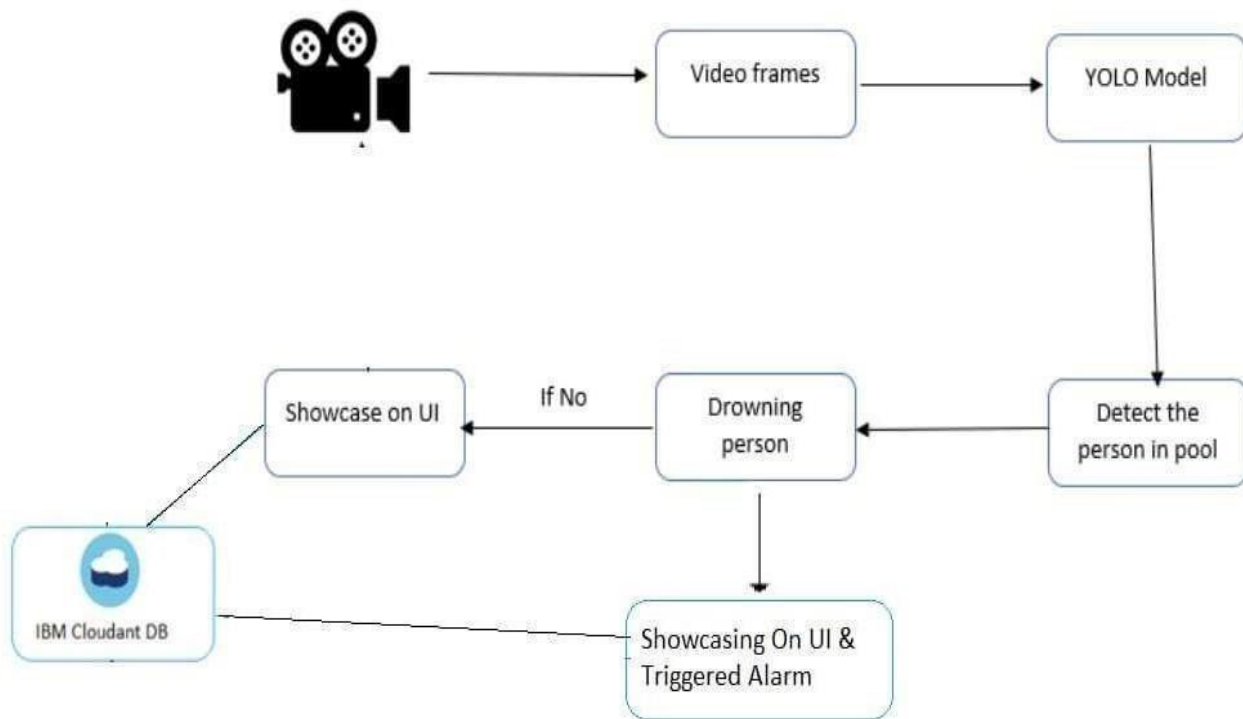 Video frames
YOLO Model
Showcase on UI
If No
Drowning
person
Detect the
person in pool
IBM Cloudant DB
Showcasing On UI &
Triggered Alarm